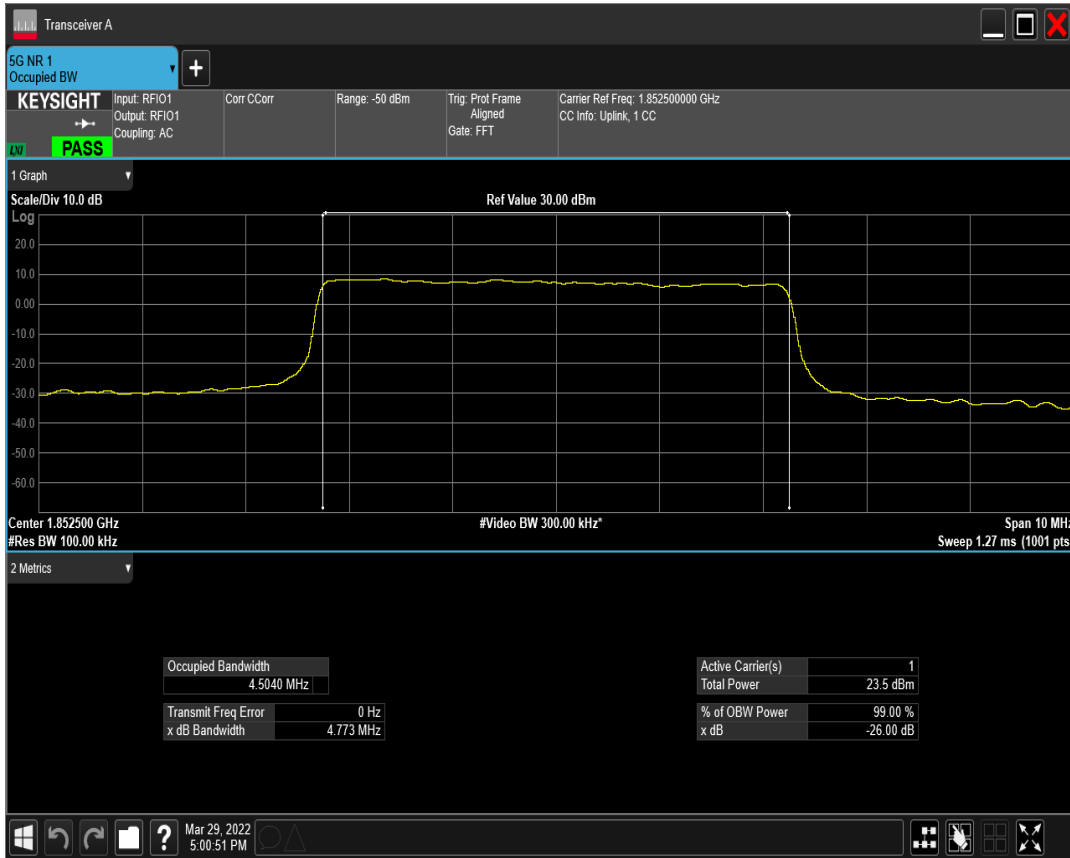 Transceiver A
5G NR 1
Occupied BW
+
KEYSIGHT
Input: RFIO1
Output: RFIO1
Coupling: AC
Corr CCorr
Range: -50 dBm
Trig: Prot Frame
Aligned
Gate: FFT
Carrier Ref Freq: 1.852500000 GHz
CC Info: Uplink, 1 CC
LXI
PASS
1 Graph
Scale/Div 10.0 dB
Ref Value 30.00 dBm
Log
20.0
10.0
0.00
-10.0
-20.0
-30.0
-40.0
-50.0
-60.0
Center 1.852500 GHz
#Video BW 300.00 kHz*
Span 10 MHz
#Res BW 100.00 kHz
Sweep 1.27 ms (1001 pts
2 Metrics
Occupied Bandwidth
4.5040 MHz
Transmit Freq Error 0 Hz
x dB Bandwidth 4.773 MHz
Active Carrier(s) 1
Total Power 23.5 dBm
% of OBW Power 99.00 %
x dB -26.00 dB
?
Mar 29, 2022
5:00:51 PM